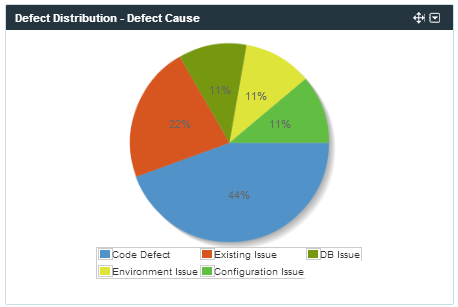 Defect Distribution - Defect Cause
11%
11%
22%
11%
44%
Code Defect Existing Issue DB Issue
Environment Issue Configuration Issue